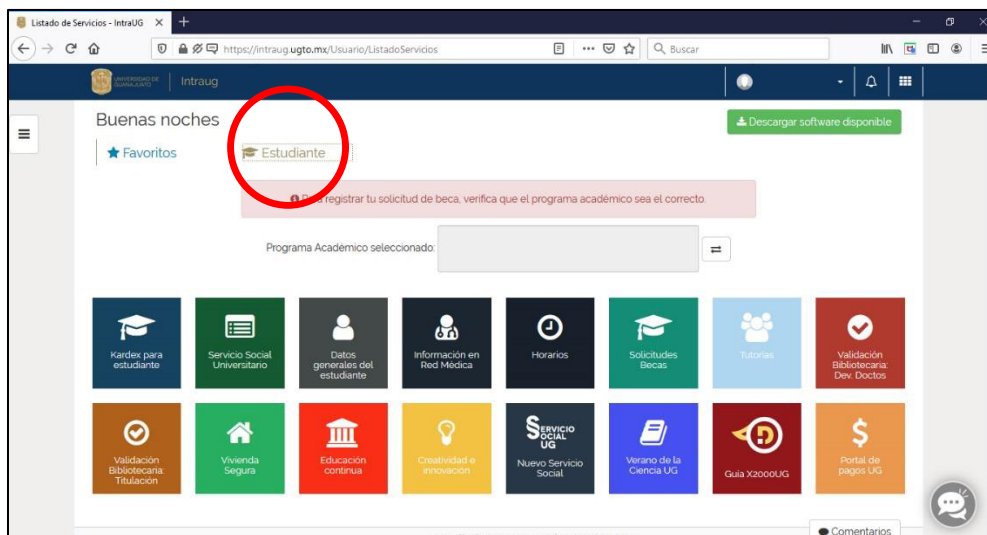 Listado de Servicios - IntraUG
https://intraug.ugto.mx/Usuario/ListadoServicios
Buscar
UNIVERSIDAD DE
GUANAJUATO
Intraug
Buenas noches
Descargar software disponible
Favoritos
Estudiante
Para registrar tu solicitud de beca, verifica que el programa académico sea el correcto.
Programa Académico seleccionado:
Kardex para
estudiante
Servicio Social
Universitario
Datos
generales del
estudiante
Información en
Red Médica
Horarios
Solicitudes
Becas
Tutorías
Validación
Bibliotecaria:
Dev. Doctos
Validación
Bibliotecaria:
Titulación
Vivienda
Segura
Educación
continua
Creatividad e
innovación
SERVICIO
SOCIAL
UG
Nuevo Servicio
Social
Verano de la
Ciencia UG
Guía X2000UG
Portal de
pagos UG
Comentarios